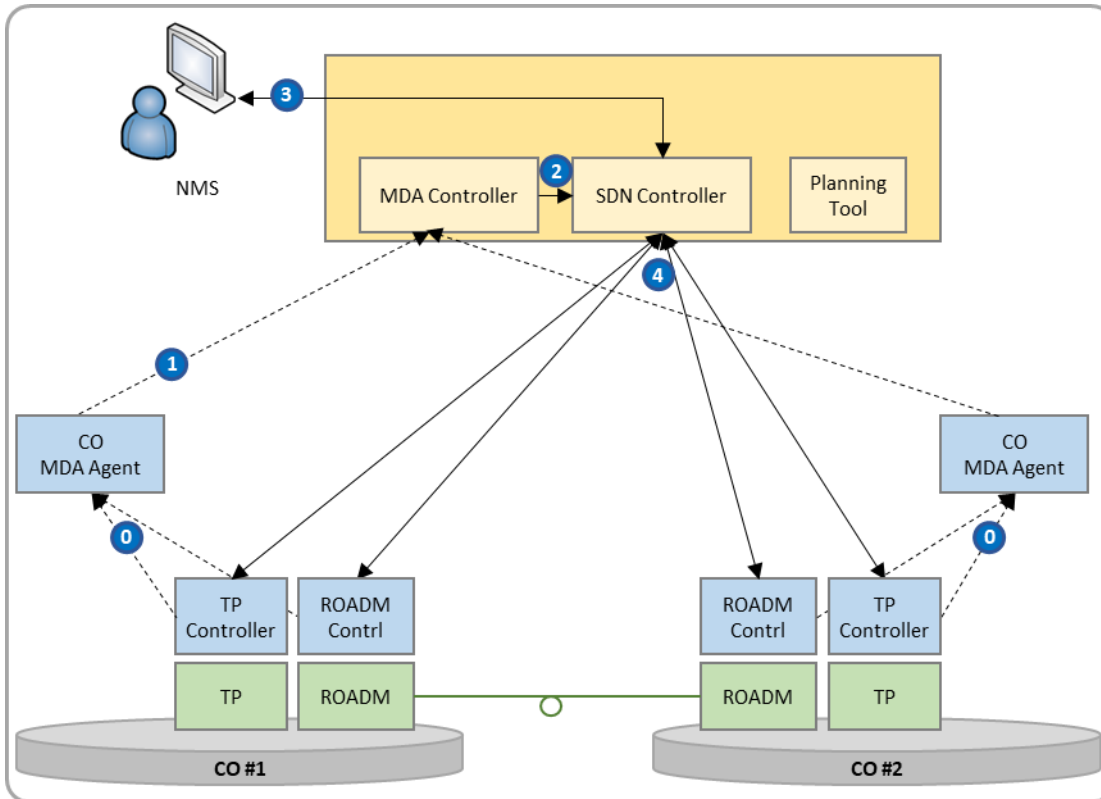 3
NMS
2
MDA Controller
SDN Controller
Planning
Tool
4
1
CO
MDA Agent
CO
MDA Agent
0
0
TP
Controller
ROADM
Contrl
ROADM
Contrl
TP
Controller
TP
ROADM
ROADM
TP
CO #1
CO #2